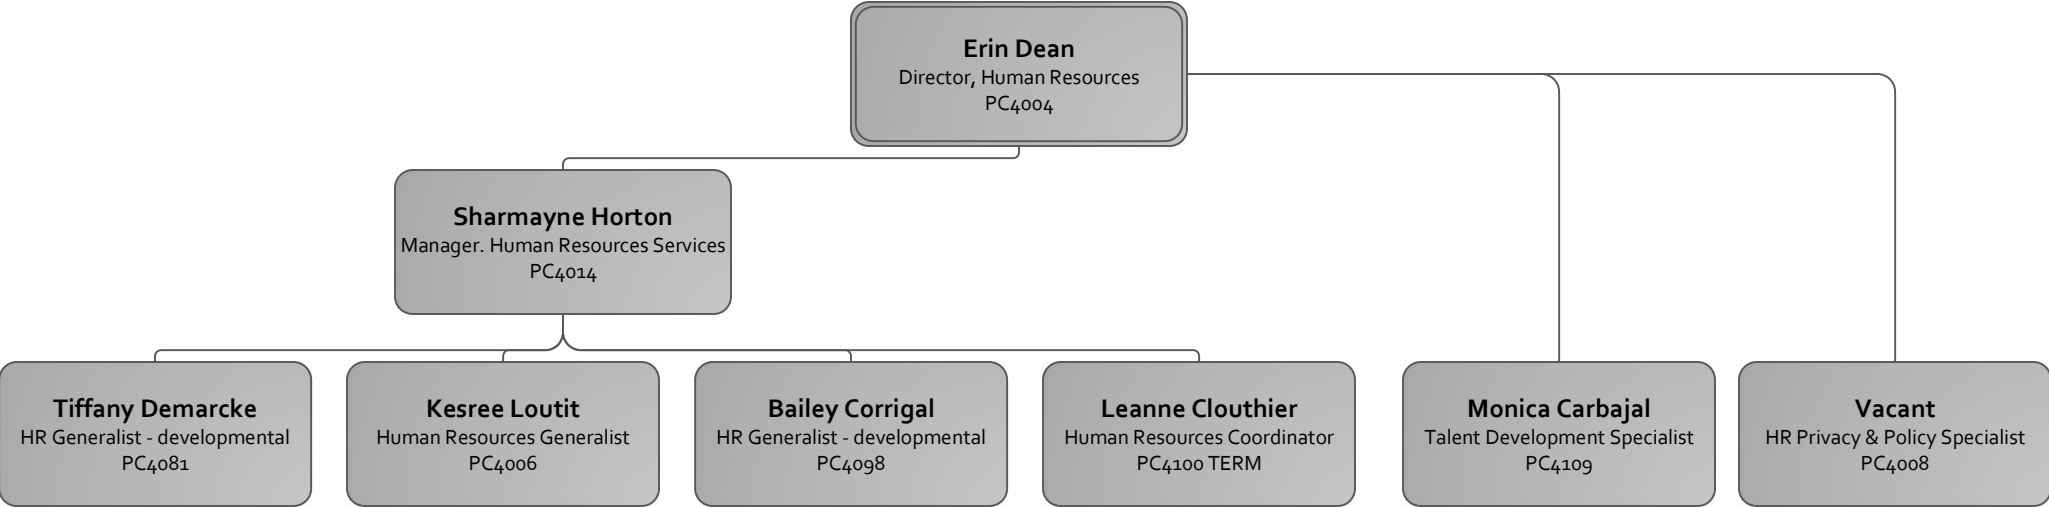 Erin Dean
Director, Human Resources
PC4004
Sharmayne Horton
Manager. Human Resources Services
PC4014
Tiffany Demarcke
HR Generalist - developmental
PC4081
Kesree Loutit
Human Resources Generalist
PC4006
Bailey Corrigal
HR Generalist - developmental
PC4098
Leanne Clouthier
Human Resources Coordinator
PC4100 TERM
Monica Carbajal
Talent Development Specialist
PC4109
Vacant
HR Privacy & Policy Specialist
PC4008